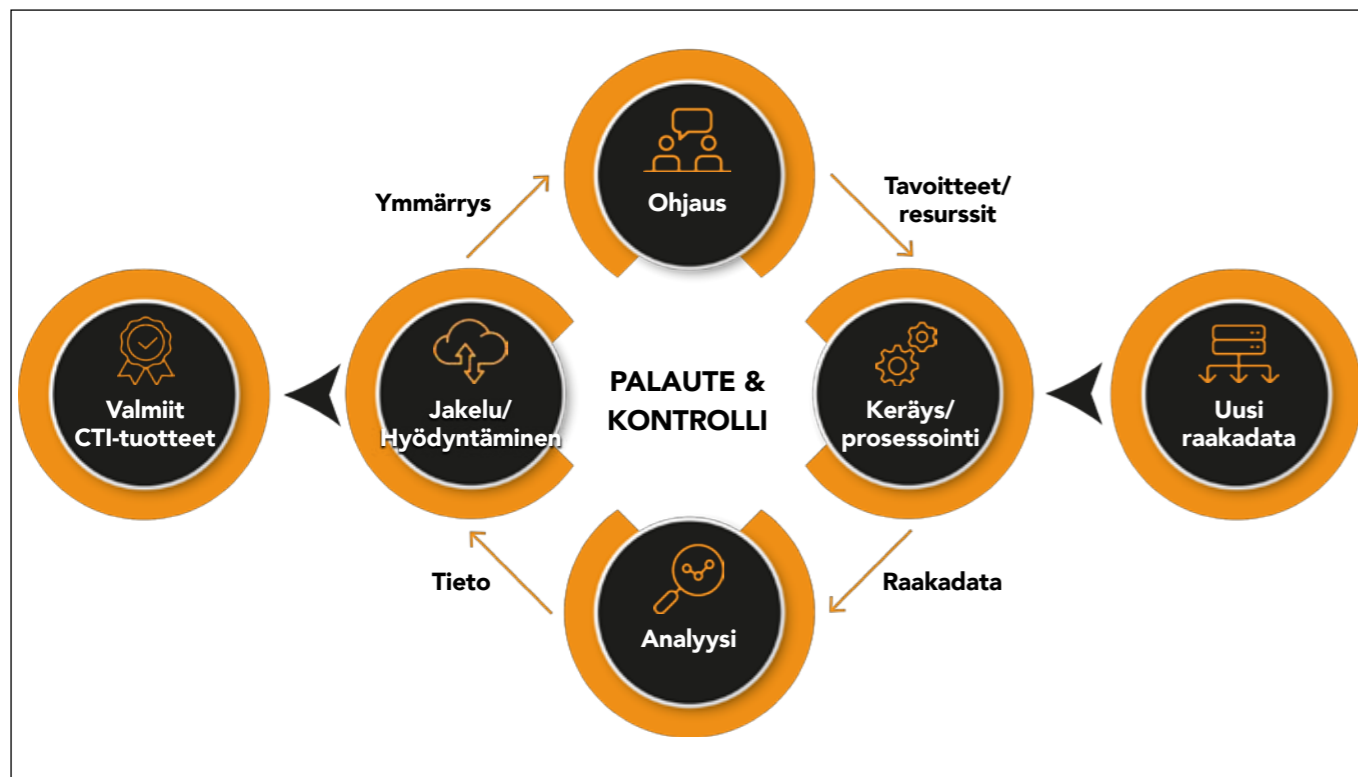 Ohjaus
Ymmärrys
Tavoitteet/
resurssit
Valmiit
CTI-tuotteet
Jakelu/
Hyödyntäminen
PALAUTE &
KONTROLLI
Keräys/
prosessointi
Uusi
raakadata
Tieto
Raakadata
Analyysi